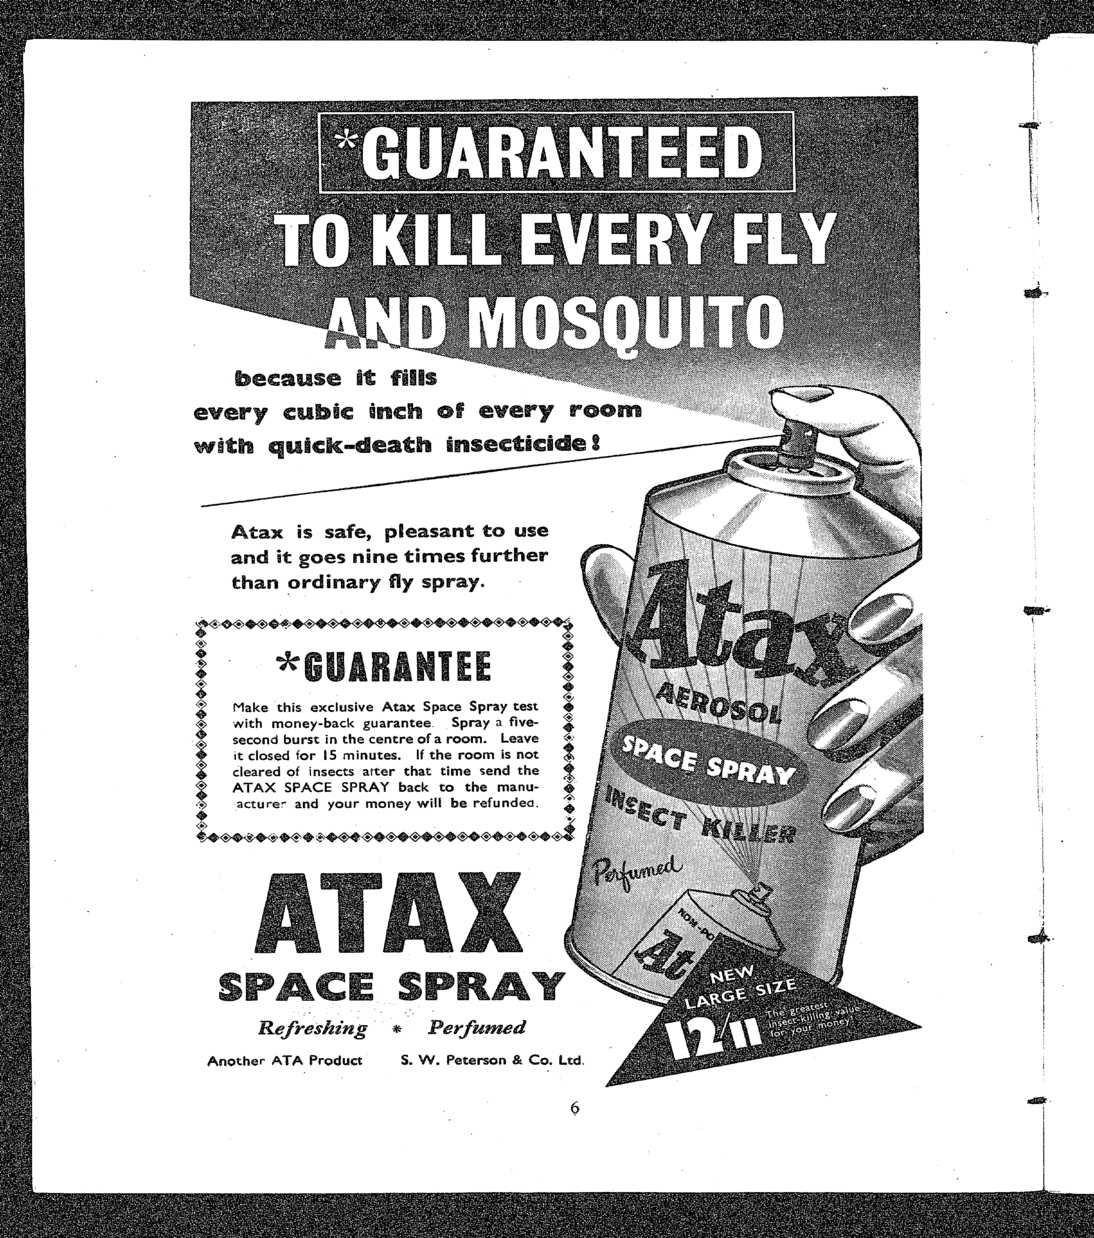 *GUARANTEED
TO KILL EVERY FLY
AND MOSQUITO
because it fills
every cubic inch of every room
with quick-death insecticide!
Atax is safe, pleasant to use
and it goes nine times further
than ordinary fly spray.
*GUARANTEE
Make this exclusive Atax Space Spray test
with money-back guarantee. Spray a five-
second burst in the centre of a room. Leave
it closed for 15 minutes. If the room is not
cleared of insects after that time send the
ATAX SPACE SPRAY back to the manu-
facturer and your money will be refunded.
Atax
AEROSOL
SPACE SPRAY
INSECT KILLER
Perfumed
NON-PO
At
NEW
LARGE SIZE
12/11
The greatest
insect-killing value
for your money!
ATAX
SPACE SPRAY
Refreshing * Perfumed
Another ATA Product S. W. Peterson & Co. Ltd.
6